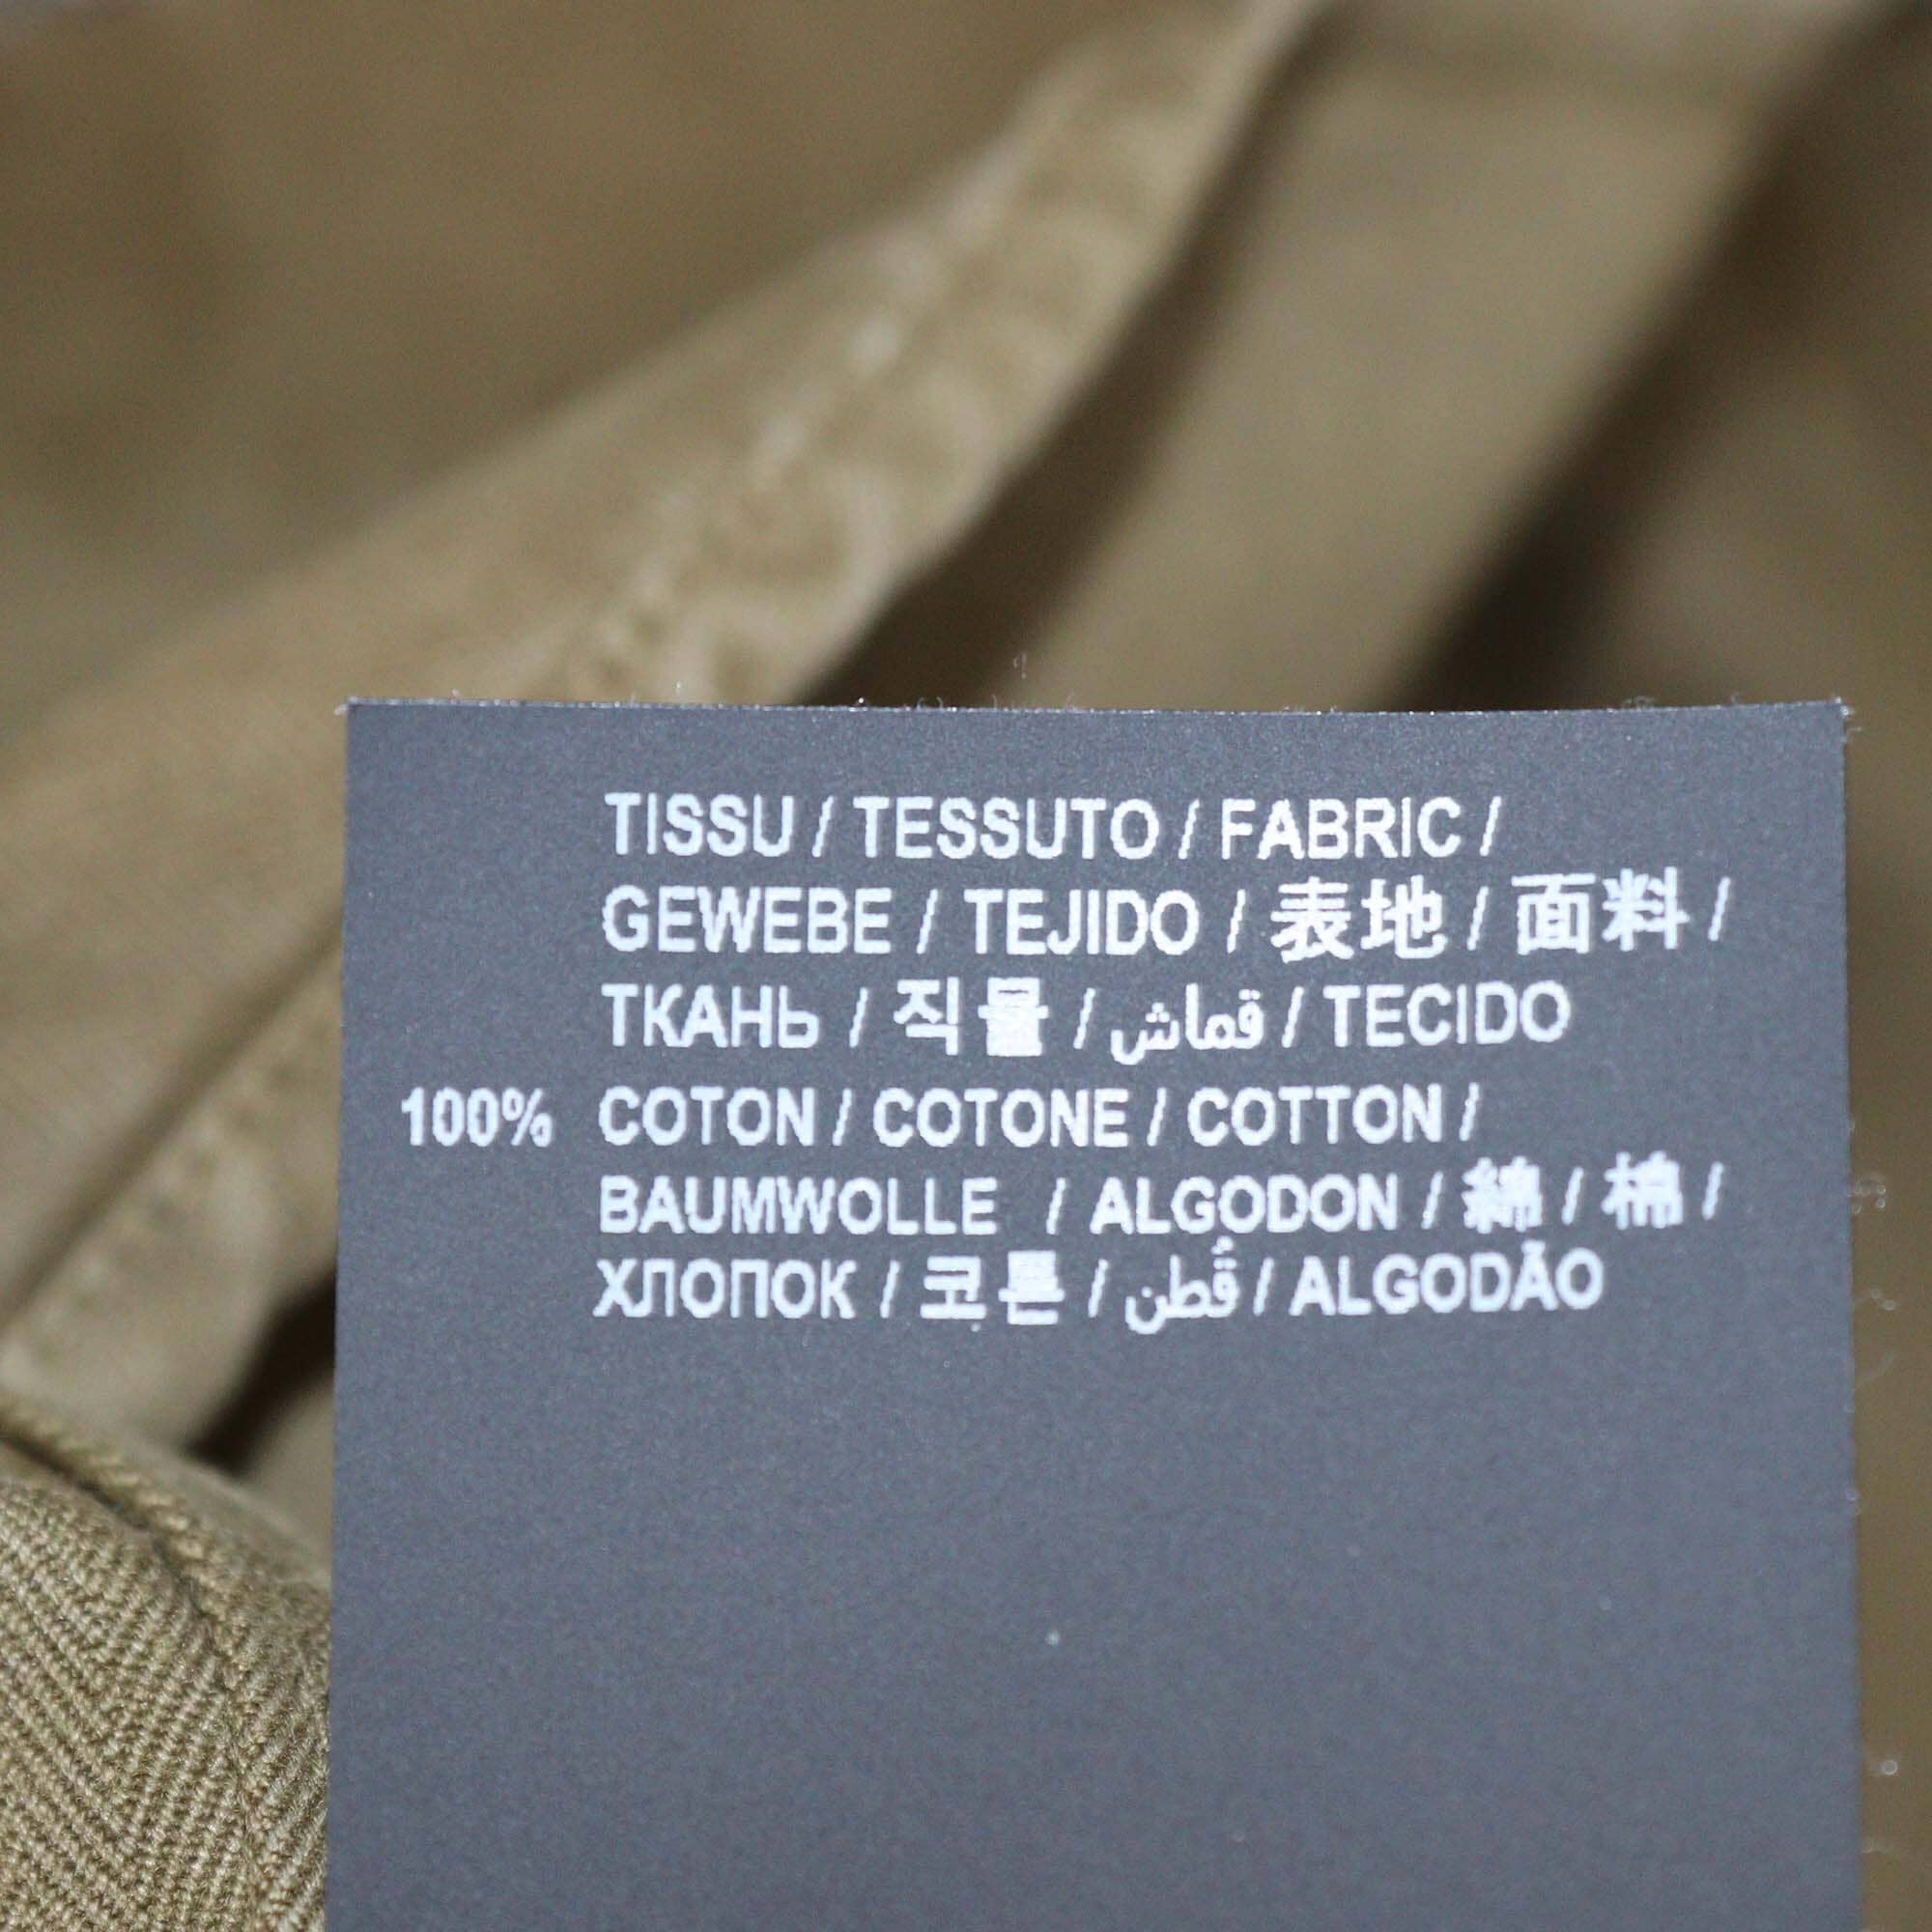 TISSU / TESSUTO / FABRIC /
GEWEBE / TEJIDO / 表地 / 面料 /
ТКАНЬ / 직물 / قماش / TECIDO
100% COTON / COTONE / COTTON /
BAUMWOLLE / ALGODON / 綿 / 棉 /
ХЛОПОК / 코튼 / قُطن / ALGODÃO